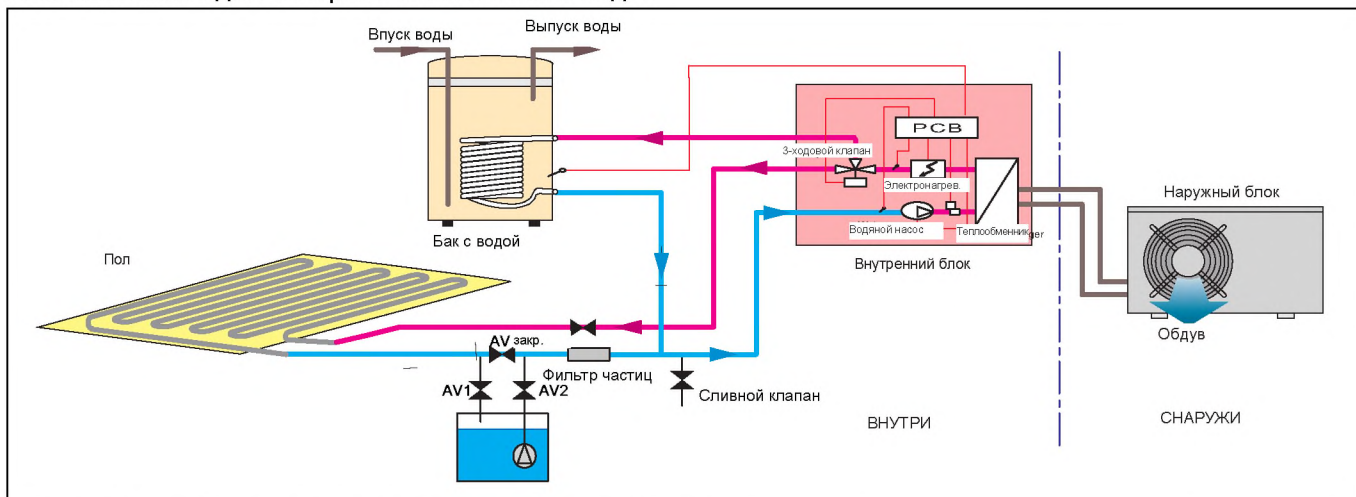 Впуск воды
Выпуск воды
PCB
3-ходовой клапан
Электронагрев.
Наружный блок
Бак с водой
Водяной насос
Теплообменник
ger
Пол
Внутренний блок
Обдув
AV закр.
Фильтр частиц
AV1
AV2
Сливной клапан
ВНУТРИ
СНАРУЖИ